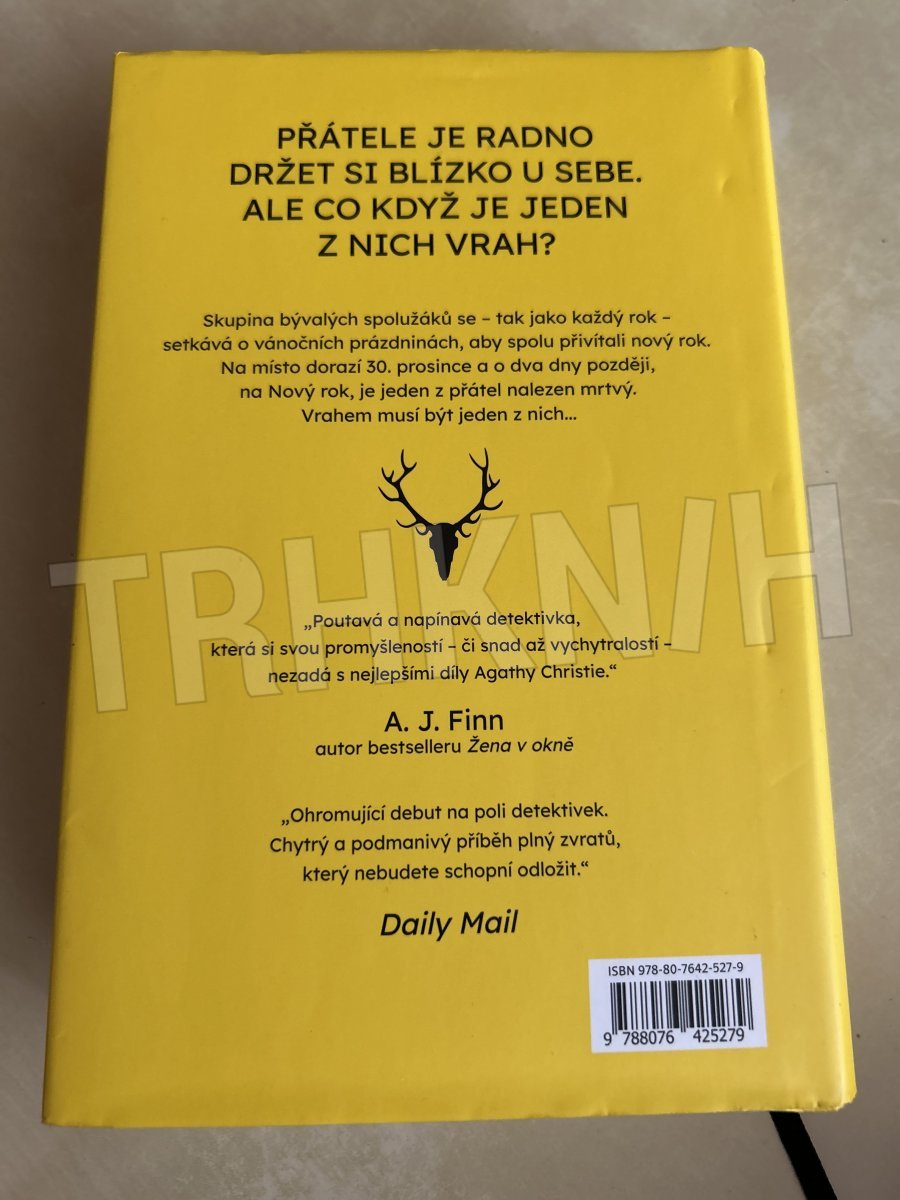 PŘÁTELE JE RADNO
DRŽET SI BLÍZKO U SEBE.
ALE CO KDYŽ JE JEDEN
Z NICH VRAH?
Skupina bývalých spolužáků se – tak jako každý rok –
setkává o vánočních prázdninách, aby spolu přivítali nový rok.
Na místo dorazí 30. prosince a o dva dny později,
na Nový rok, je jeden z přátel nalezen mrtvý.
Vrahem musí být jeden z nich...
TRHKNIH
„Poutavá a napínavá detektivka,
která si svou promyšleností – či snad až vychytralostí –
nezadá s nejlepšími díly Agathy Christie.“
A. J. Finn
autor bestselleru Žena v okně
„Ohromující debut na poli detektivek.
Chytrý a podmanivý příběh plný zvratů,
který nebudete schopní odložit.“
Daily Mail
ISBN 978-80-7642-527-9
9 788076 425279